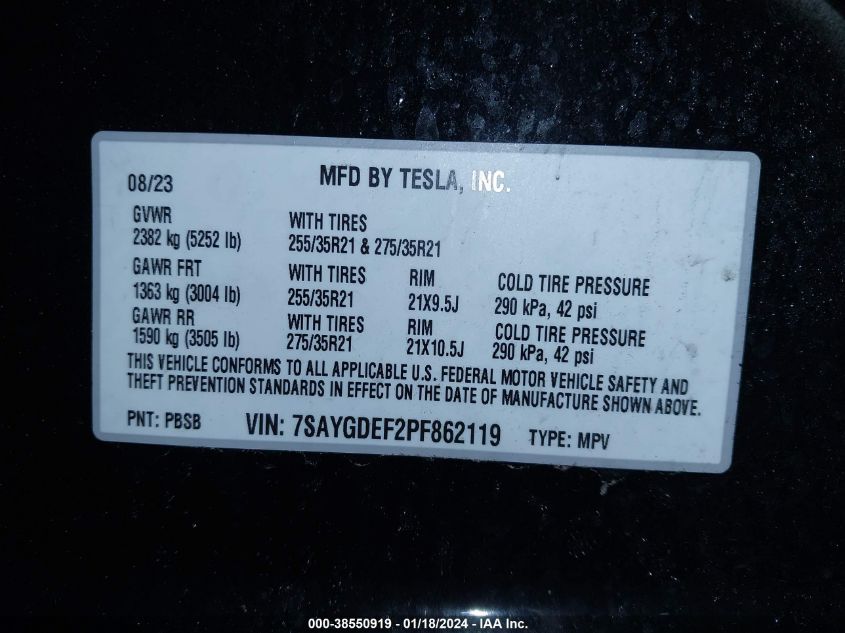 08/23 MFD BY TESLA, INC.
GVWR WITH TIRES
2382 kg (5252 lb) 255/35R21 & 275/35R21
GAWR FRT WITH TIRES RIM COLD TIRE PRESSURE
1363 kg (3004 lb) 255/35R21 21X9.5J 290 kPa, 42 psi
GAWR RR WITH TIRES RIM COLD TIRE PRESSURE
1590 kg (3505 lb) 275/35R21 21X10.5J 290 kPa, 42 psi
THIS VEHICLE CONFORMS TO ALL APPLICABLE U.S. FEDERAL MOTOR VEHICLE SAFETY AND
THEFT PREVENTION STANDARDS IN EFFECT ON THE DATE OF MANUFACTURE SHOWN ABOVE.
PNT: PBSB VIN: 7SAYGDEF2PF862119 TYPE: MPV
000-38550919 - 01/18/2024 - IAA Inc.